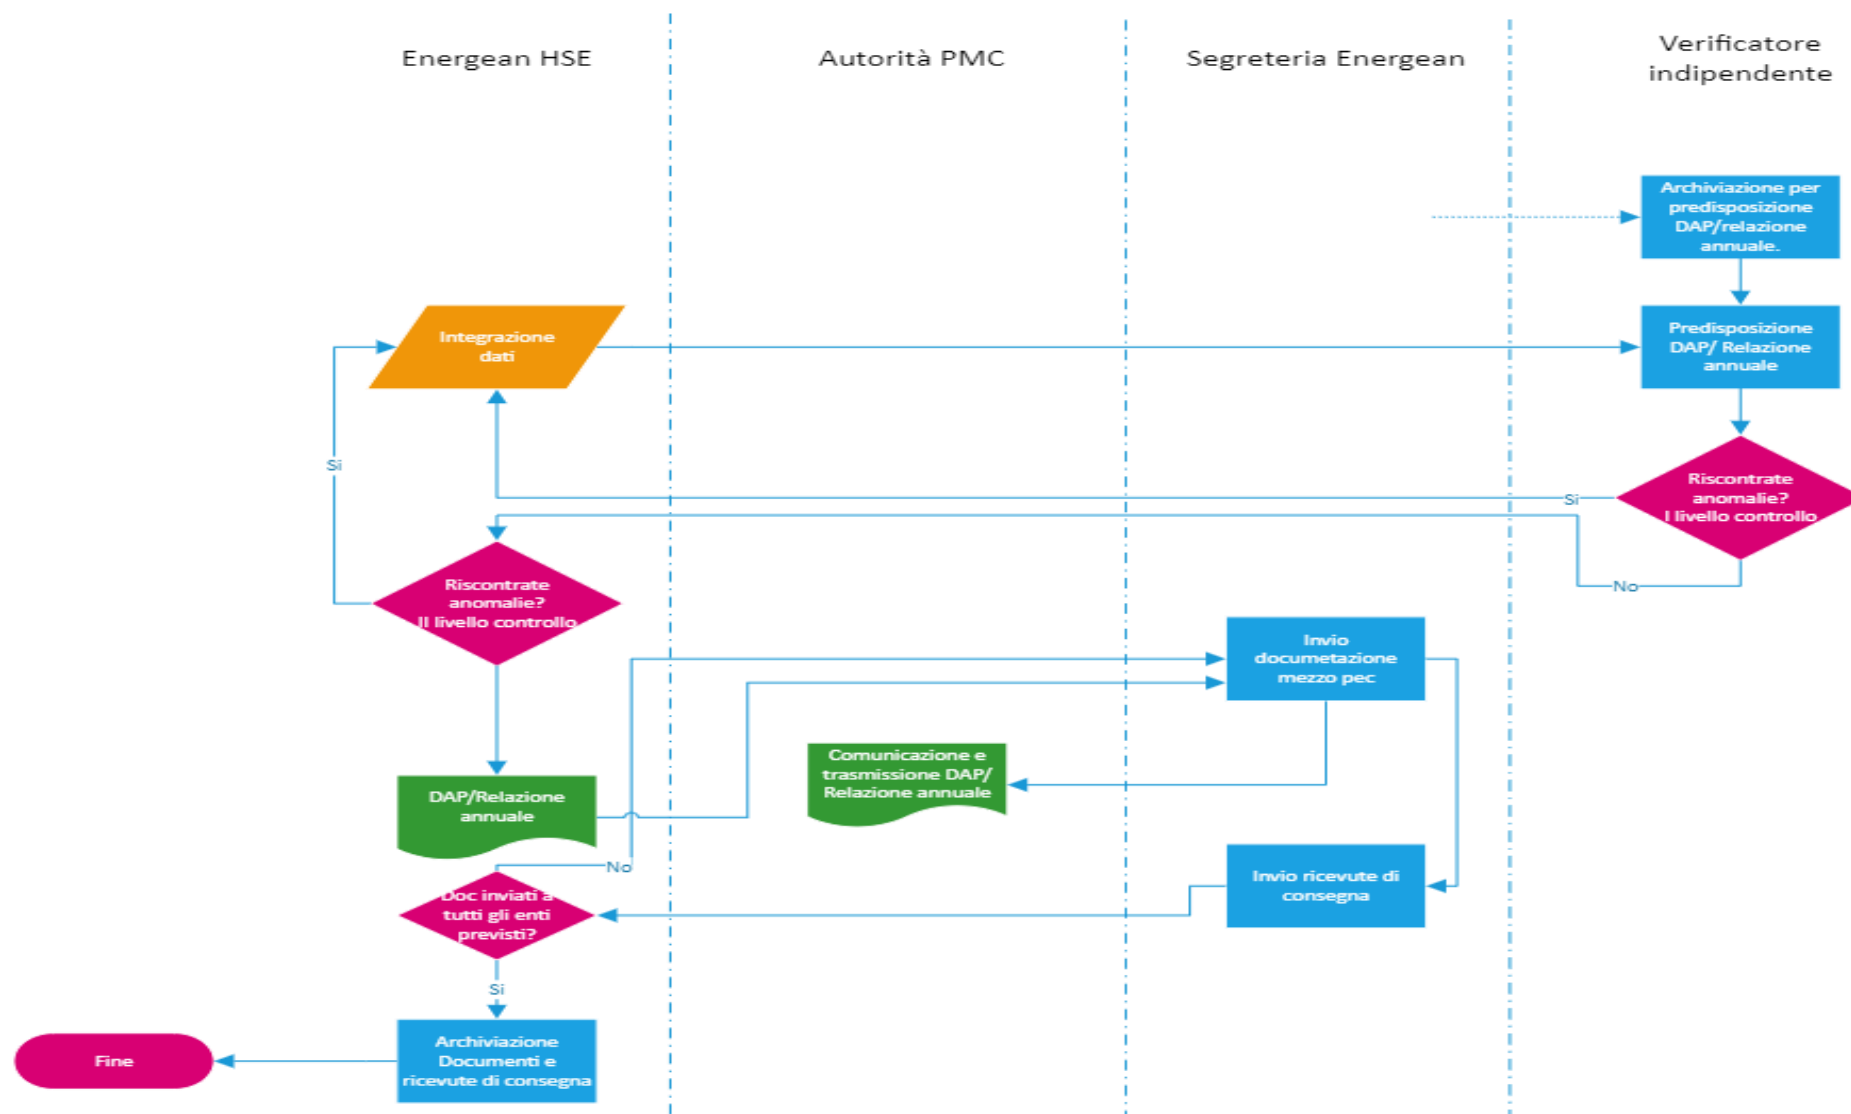 Energean HSE
Autorità PMC
Segreteria Energean
Verificatore
indipendente
Archiviazione per
predisposizione
DAP/relazione
annuale.
Integrazione
dati
Predisposizione
DAP/ Relazione
annuale
Si
Riscontrate
anomalie?
I livello controllo
Si
No
Riscontrate
anomalie?
II livello controllo
Invio
documetazione
mezzo pec
Comunicazione e
trasmissione DAP/
Relazione annuale
DAP/Relazione
annuale
No
Doc inviati a
tutti gli enti
previsti?
Invio ricevute di
consegna
Si
Archiviazione
Documenti e
ricevute di consegna
Fine